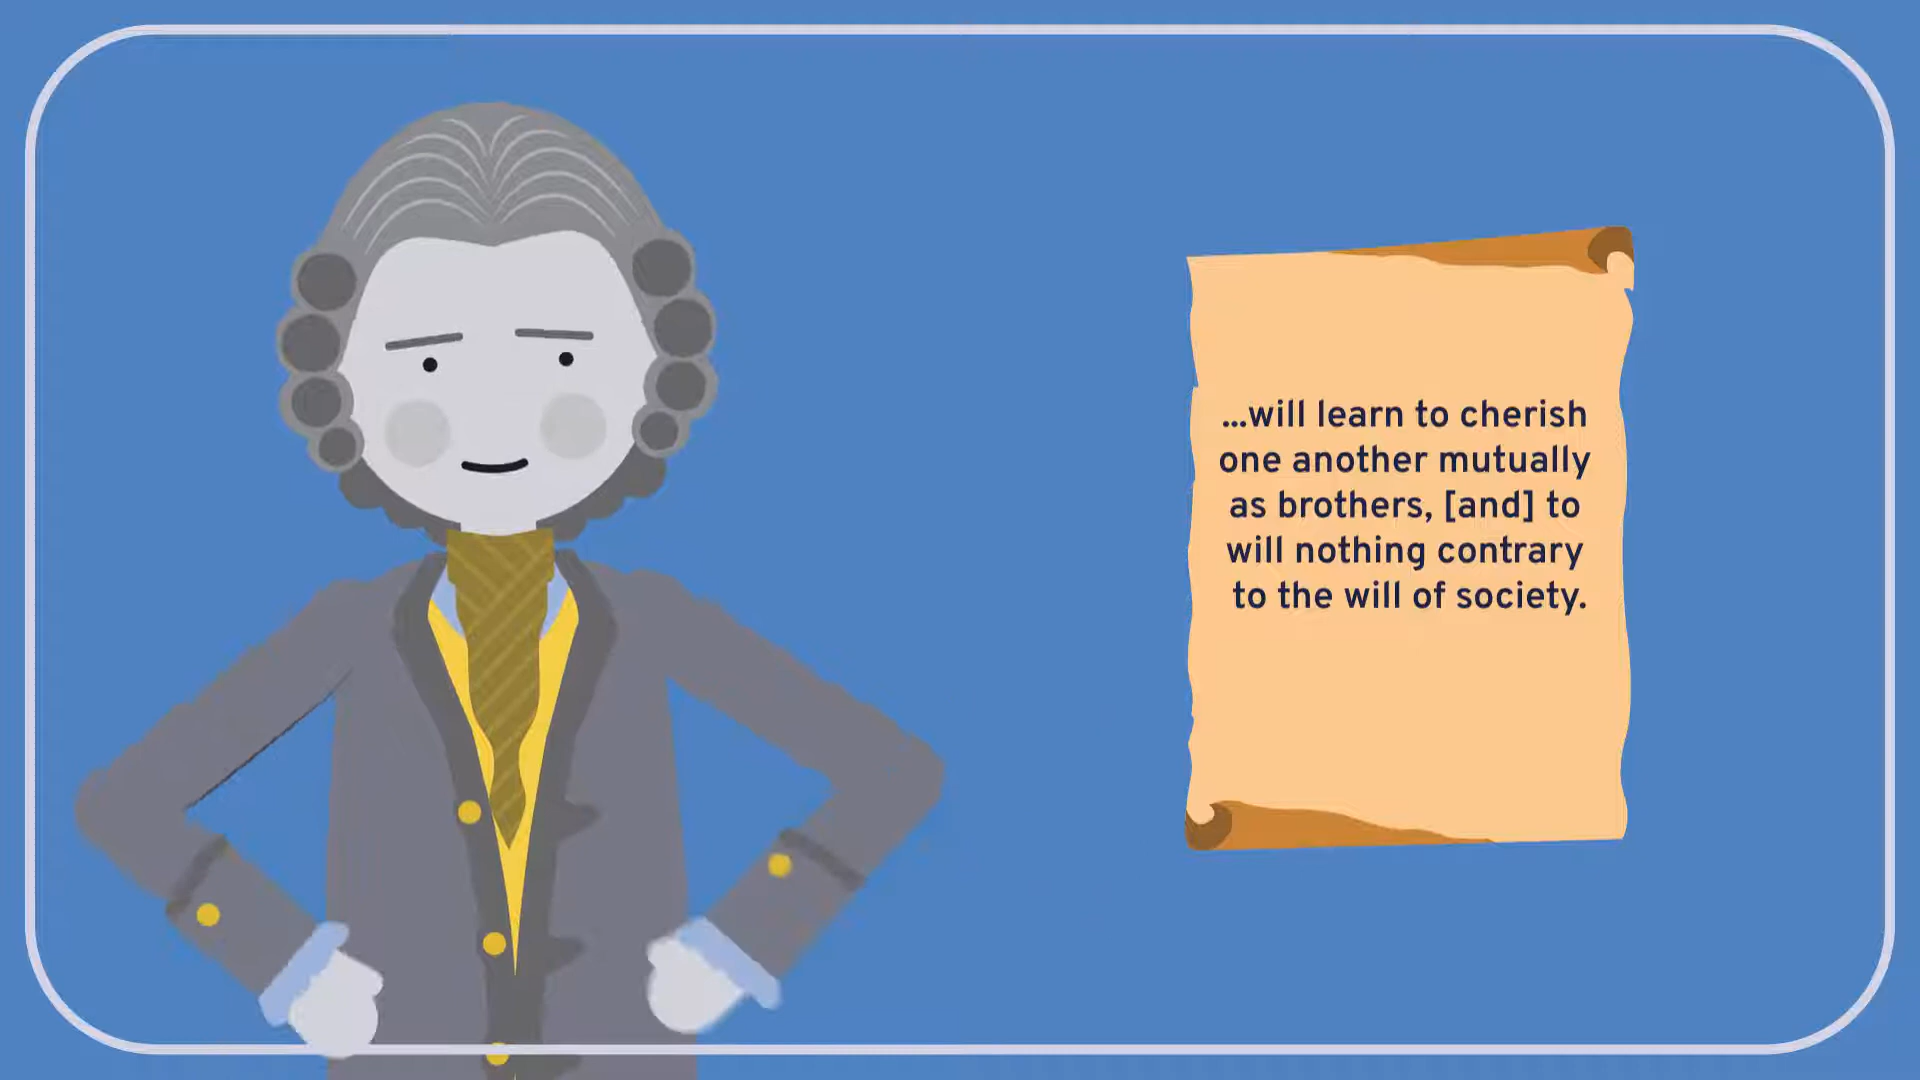 ...will learn to cherish
one another mutually
as brothers, [and] to
will nothing contrary
to the will of society.